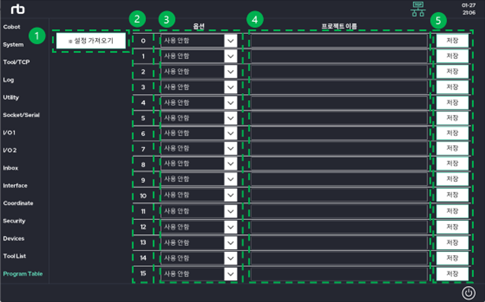 rb
01-27
21:06
Cobot
System
Tool/TCP
Log
Utility
Socket/Serial
I/O 1
I/O 2
Inbox
Interface
Coordinate
Security
Devices
Tool List
Program Table
1
설정 가져오기
2
3
4
5
옵션
프로젝트 이름
0 사용 안함 저장
1 사용 안함 저장
2 사용 안함 저장
3 사용 안함 저장
4 사용 안함 저장
5 사용 안함 저장
6 사용 안함 저장
7 사용 안함 저장
8 사용 안함 저장
9 사용 안함 저장
10 사용 안함 저장
11 사용 안함 저장
12 사용 안함 저장
13 사용 안함 저장
14 사용 안함 저장
15 사용 안함 저장